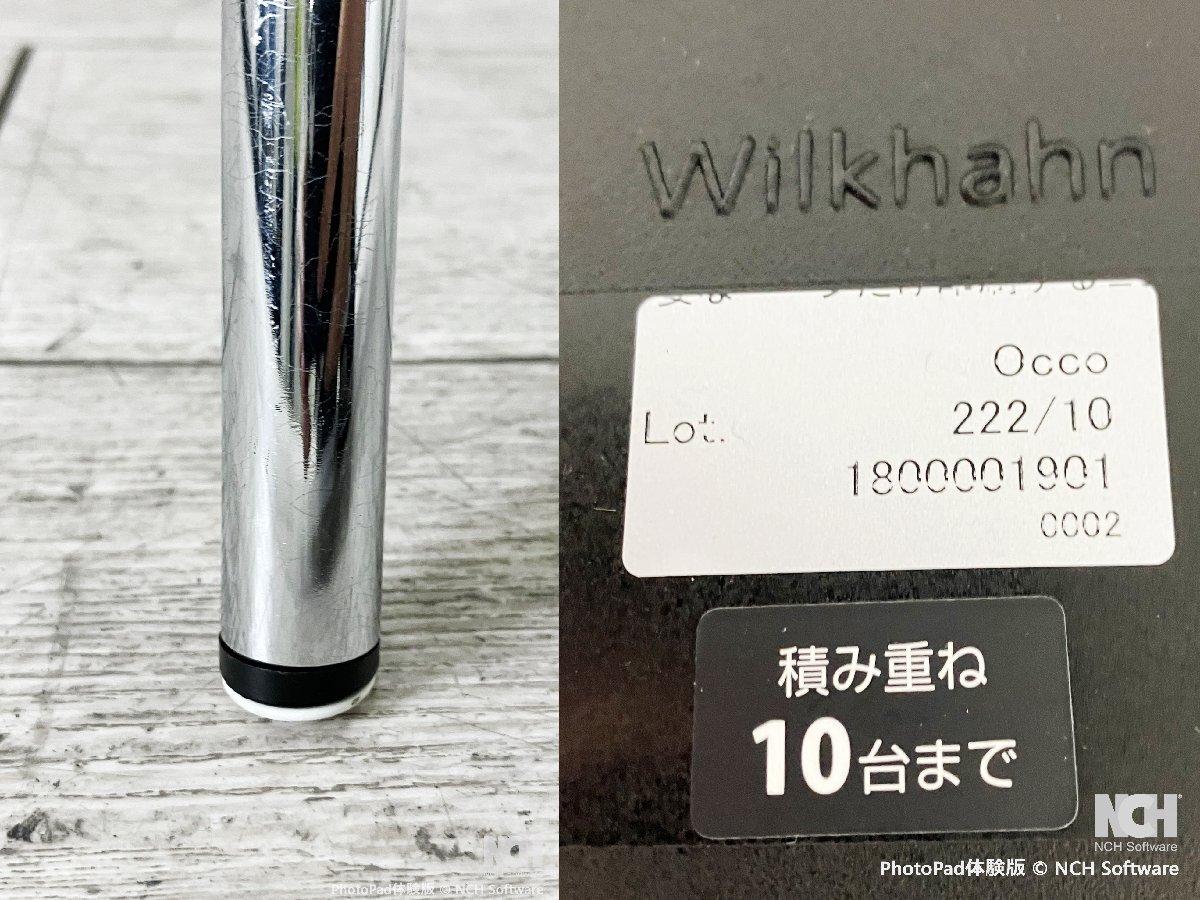 Wilkhahn
Occo
Lot. 222/10
1800001901
0002
積み重ね
10台まで
NCH
NCH Software
PhotoPad体験版 © NCH Software
NCH
PhotoPad体験版 © NCH Software